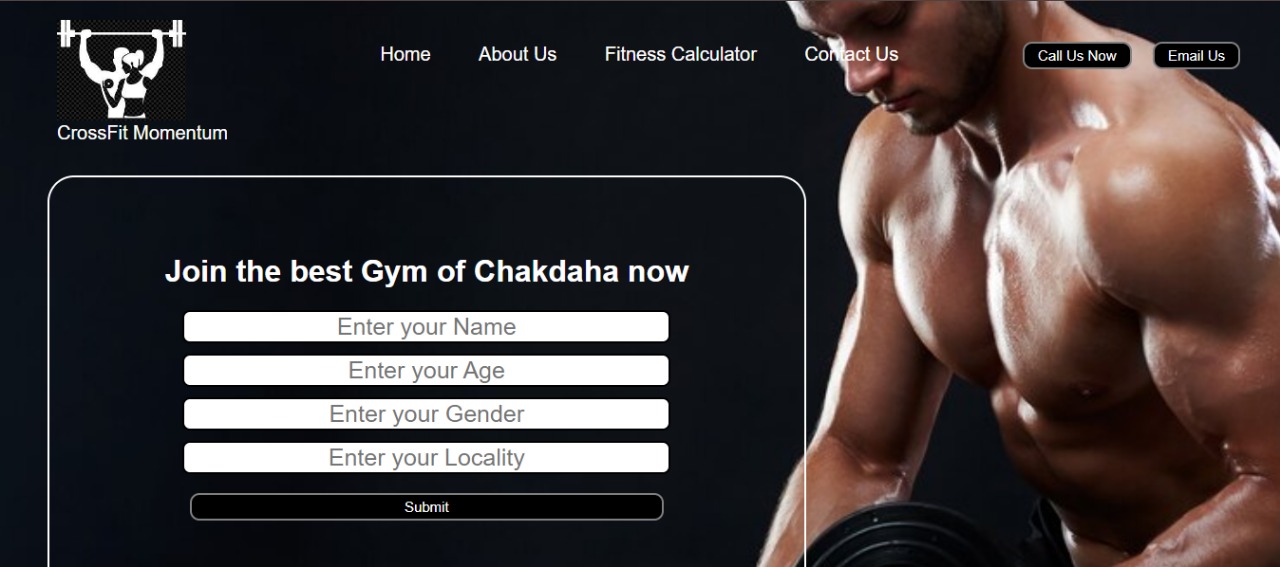 Home
About Us
Fitness Calculator
Contact Us
Call Us Now
Email Us
CrossFit Momentum
Join the best Gym of Chakdaha now
Enter your Name
Enter your Age
Enter your Gender
Enter your Locality
Submit